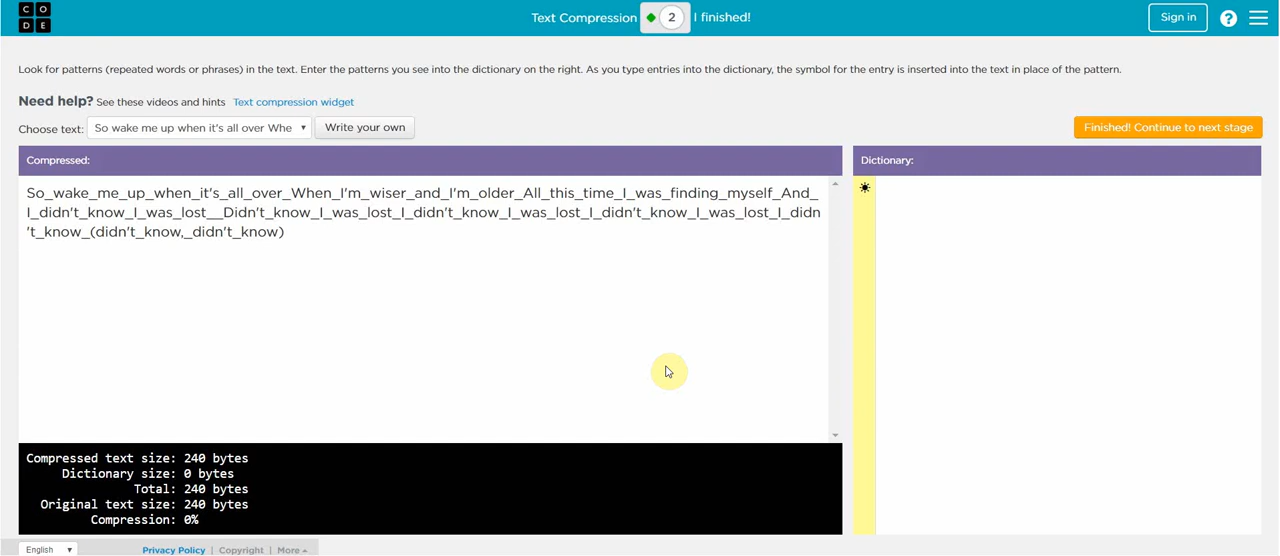 CO
DE
Text Compression 2 I finished!
Sign in ?
Look for patterns (repeated words or phrases) in the text. Enter the patterns you see into the dictionary on the right. As you type entries into the dictionary, the symbol for the entry is inserted into the text in place of the pattern.
Need help? See these videos and hints Text compression widget
Choose text: So wake me up when it's all over Whe Write your own
Finished! Continue to next stage
Compressed:
Dictionary:
So_wake_me_up_when_it's_all_over_When_I'm_wiser_and_I'm_older_All_this_time_I_was_finding_myself_And_
I_didn't_know_I_was_lost__Didn't_know_I_was_lost_I_didn't_know_I_was_lost_I_didn't_know_I_was_lost_I_didn
't_know_(didn't_know,_didn't_know)
Compressed text size: 240 bytes
Dictionary size: 0 bytes
Total: 240 bytes
Original text size: 240 bytes
Compression: 0%
English Privacy Policy | Copyright | More